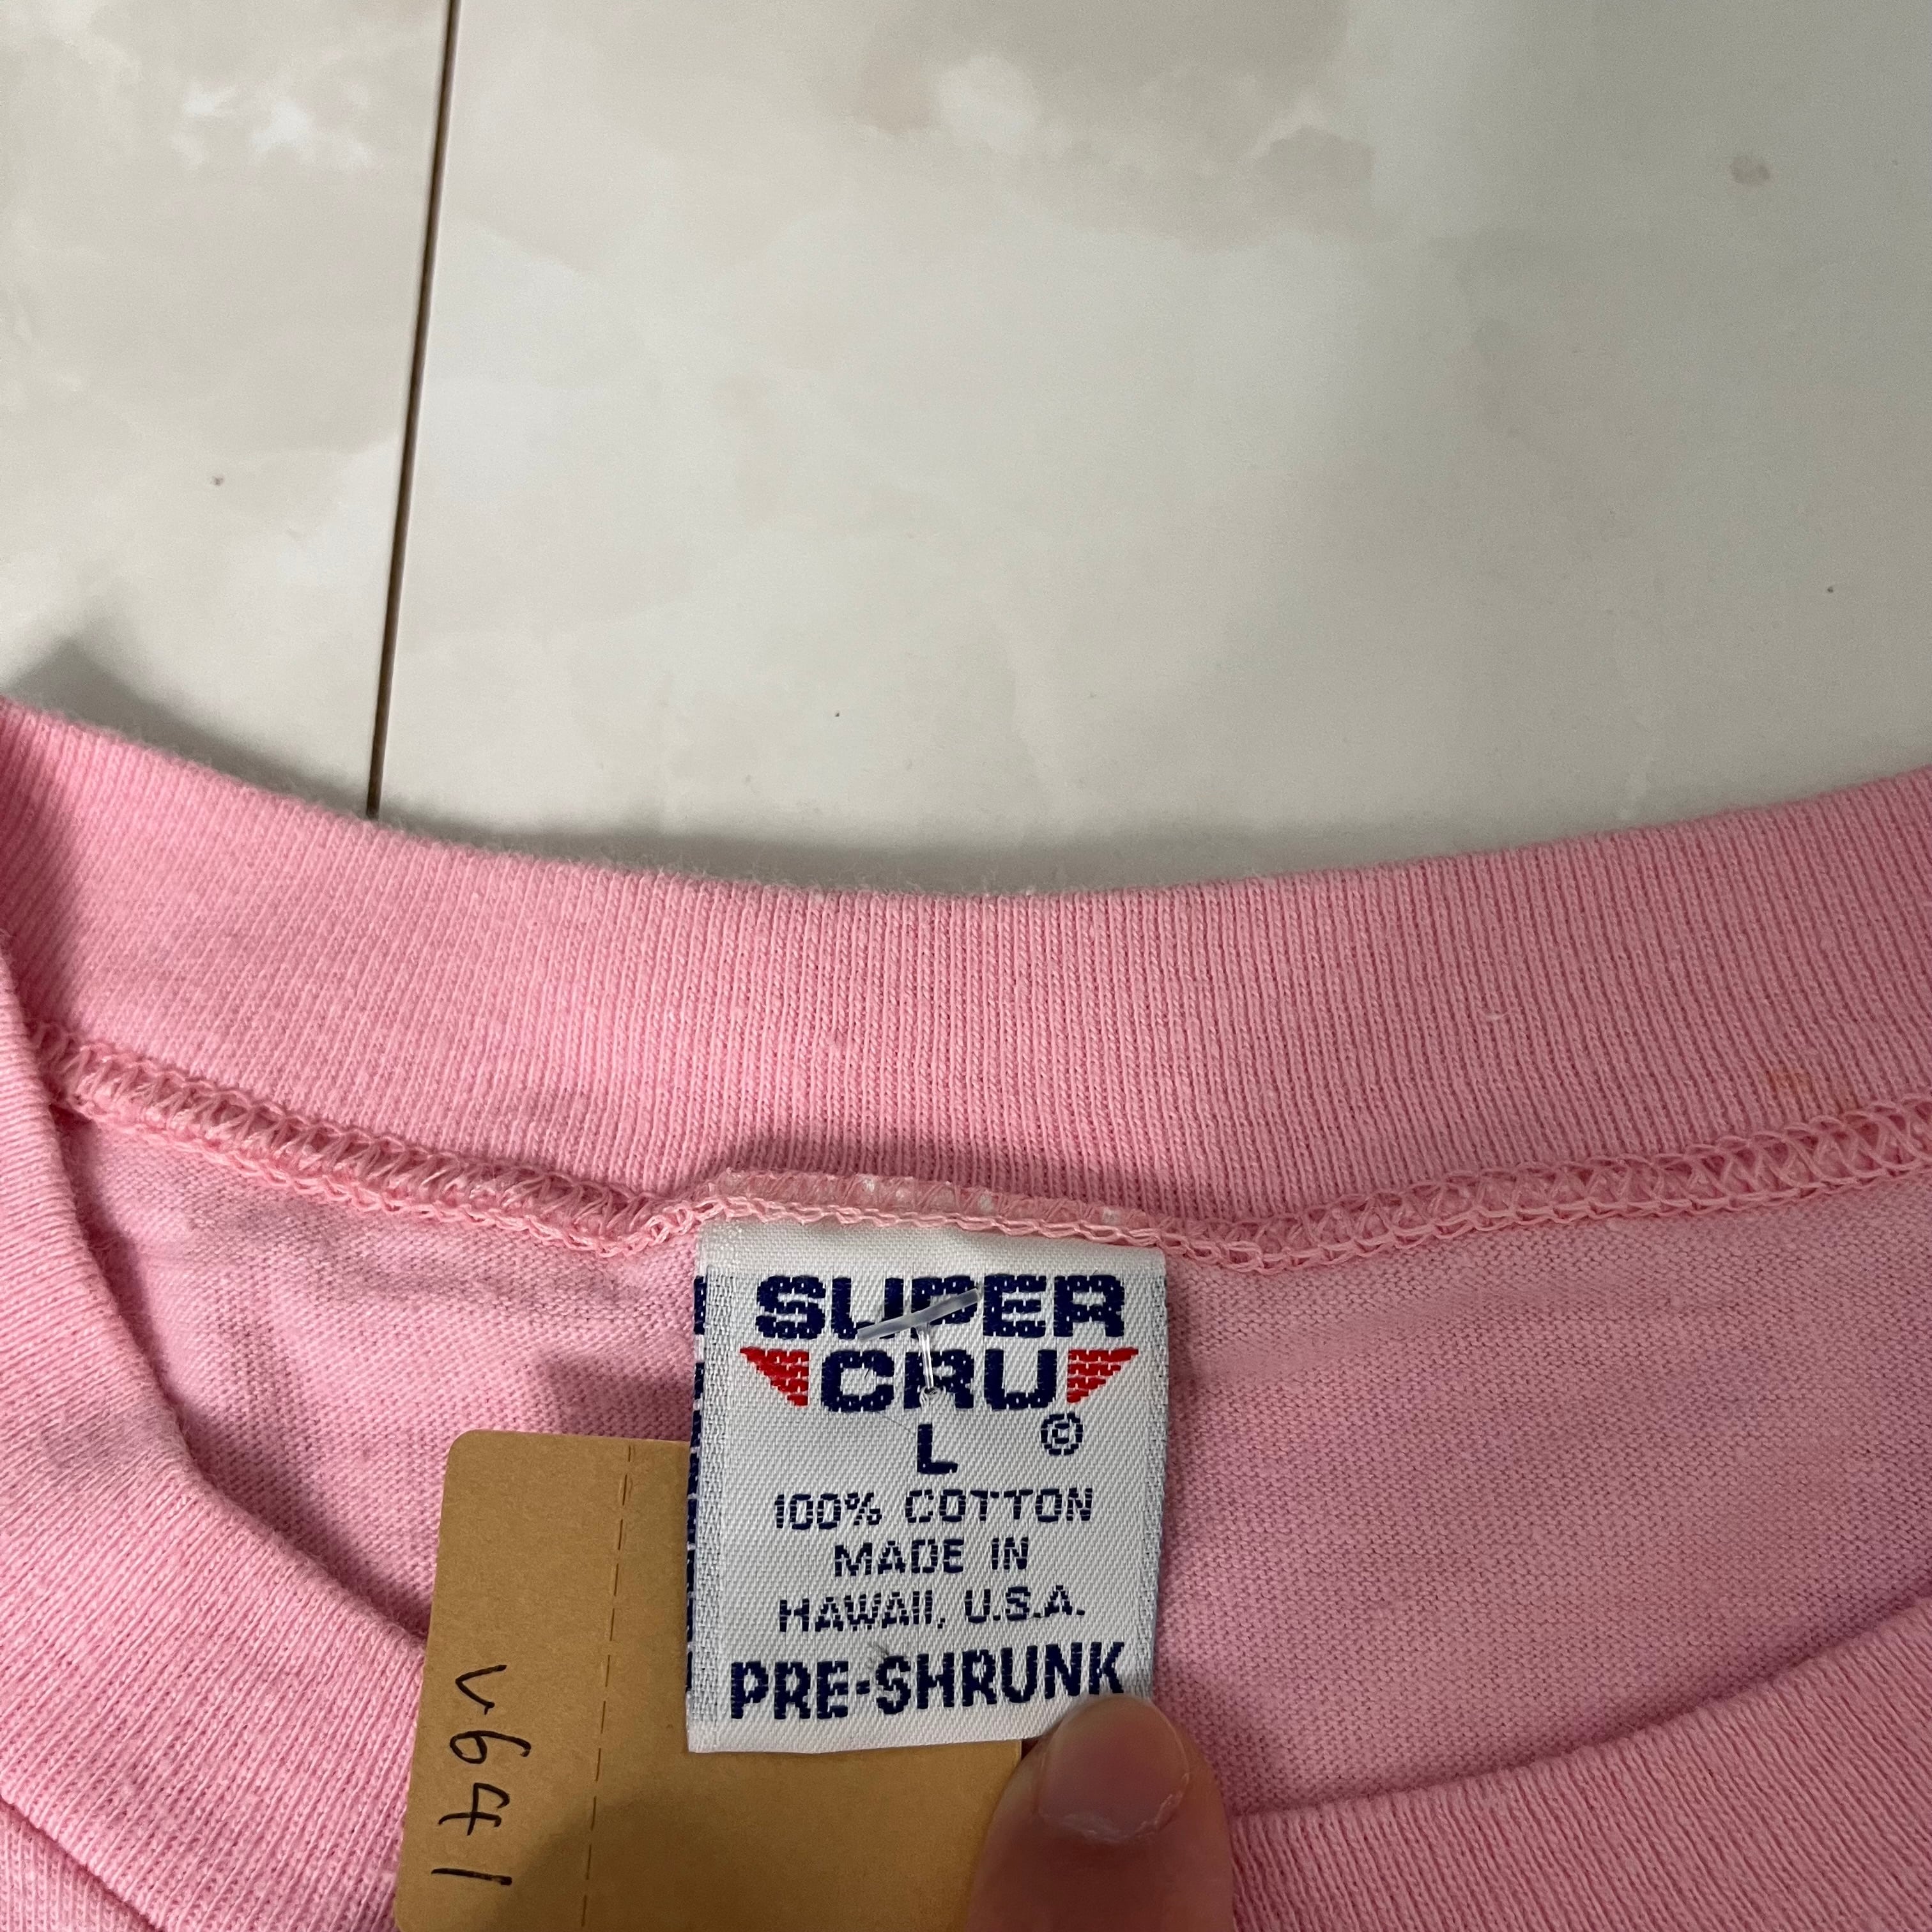 SUPER
CRU
L ©
100% COTTON
MADE IN
HAWAII, U.S.A.
PRE-SHRUNK
v641